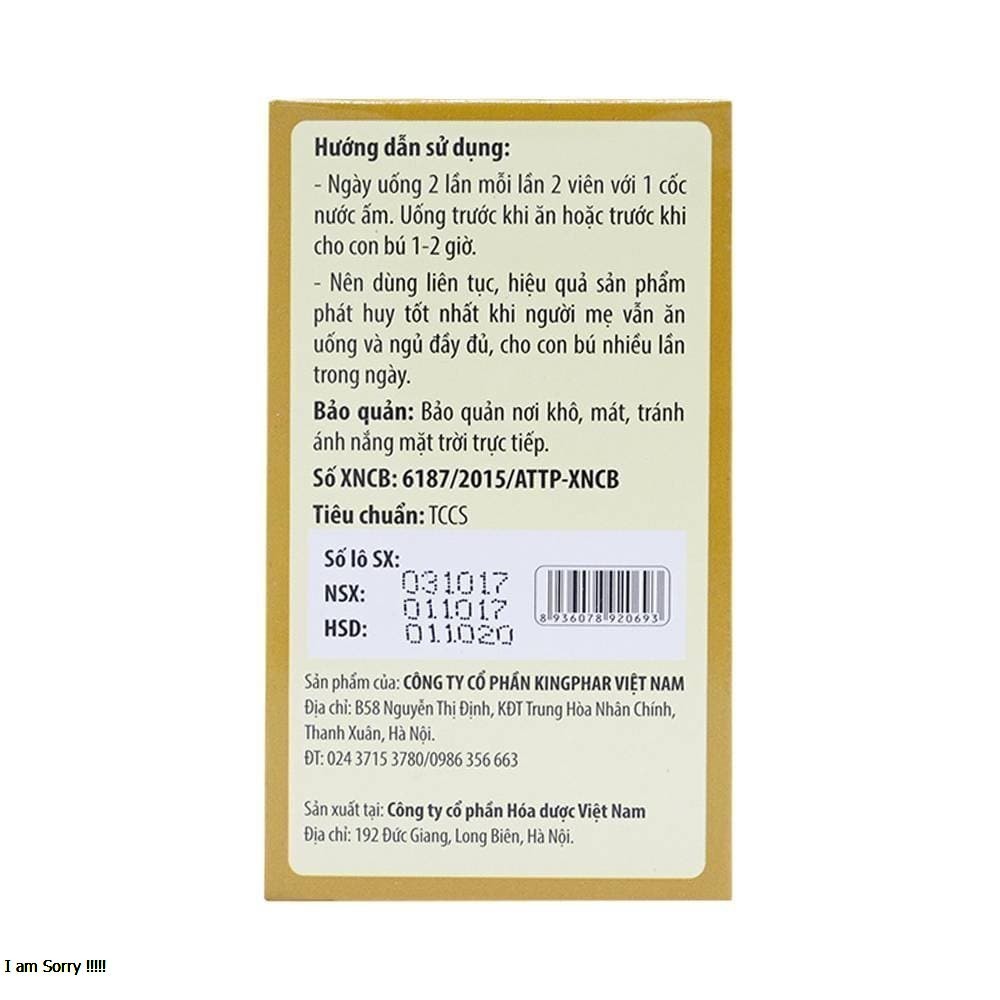 Hướng dẫn sử dụng:
- Ngày uống 2 lần mỗi lần 2 viên với 1 cốc
nước ấm. Uống trước khi ăn hoặc trước khi
cho con bú 1-2 giờ.
- Nên dùng liên tục, hiệu quả sản phẩm
phát huy tốt nhất khi người mẹ vẫn ăn
uống và ngủ đầy đủ, cho con bú nhiều lần
trong ngày.
Bảo quản: Bảo quản nơi khô, mát, tránh
ánh nắng mặt trời trực tiếp.
Số XNCB: 6187/2015/ATTP-XNCB
Tiêu chuẩn: TCCS
Số lô SX: 031017
NSX: 011017
HSD: 011020
8 936078 920693
Sản phẩm của: CÔNG TY CỔ PHẦN KINGPHAR VIỆT NAM
Địa chỉ: B58 Nguyễn Thị Định, KĐT Trung Hòa Nhân Chính,
Thanh Xuân, Hà Nội.
ĐT: 024 3715 3780/0986 356 663
Sản xuất tại: Công ty cổ phần Hóa dược Việt Nam
Địa chỉ: 192 Đức Giang, Long Biên, Hà Nội.
I am Sorry !!!!!